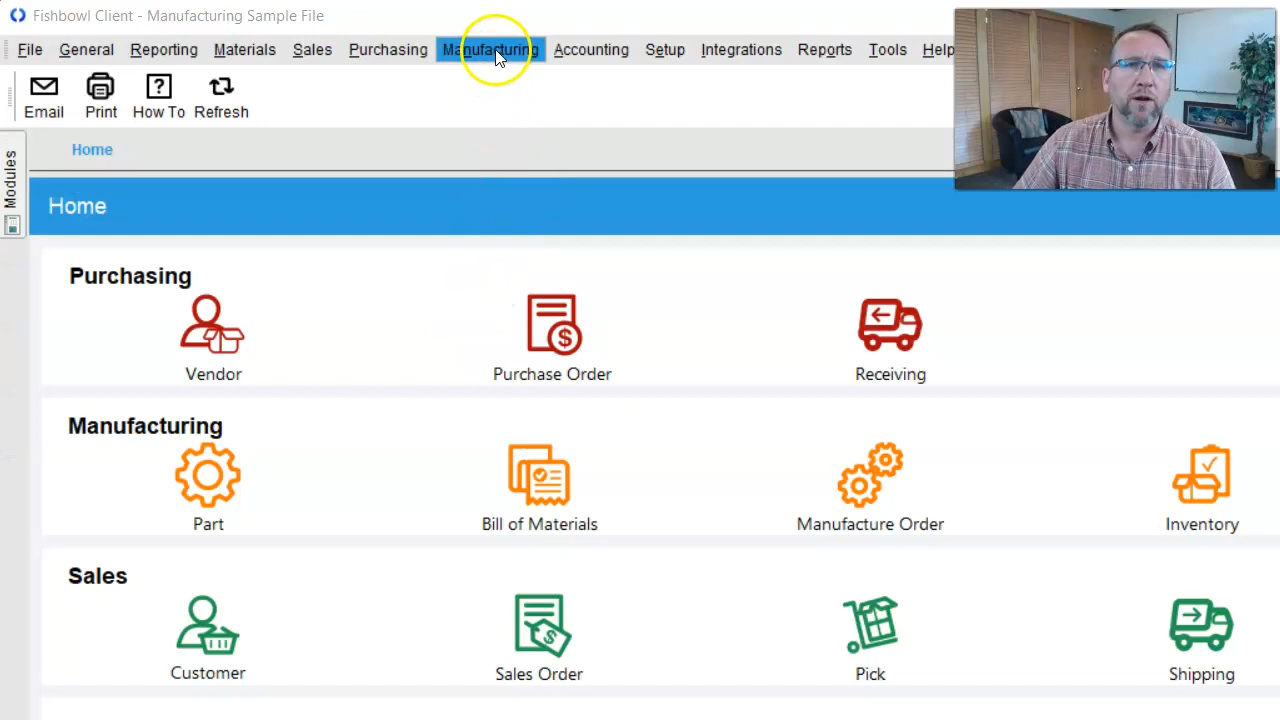 Fishbowl Client - Manufacturing Sample File
File General Reporting Materials Sales Purchasing Manufacturing Accounting Setup Integrations Reports Tools Help
Email Print How To Refresh
Modules
Home
Home
Purchasing
Vendor Purchase Order Receiving
Manufacturing
Part Bill of Materials Manufacture Order Inventory
Sales
Customer Sales Order Pick Shipping